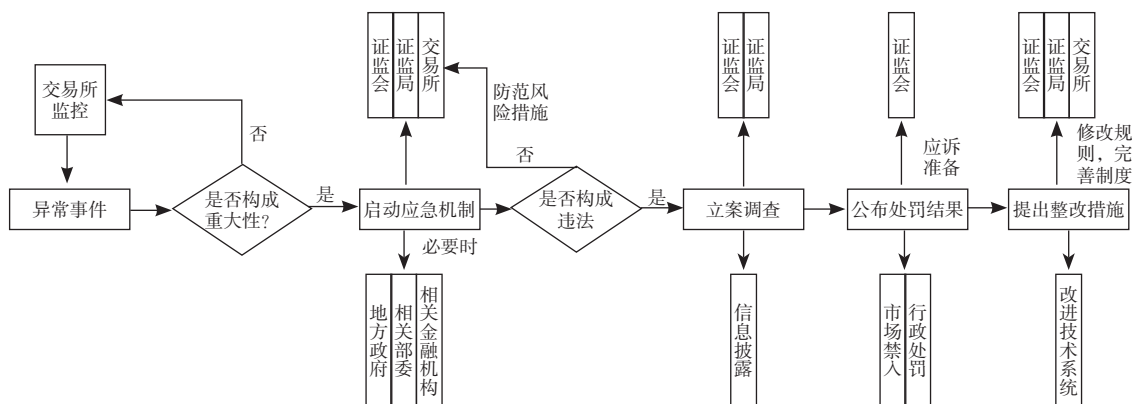 证监会
证监局
交易所
证监会
证监局
证监会
证监会
证监局
交易所
交易所
监控
防范风
险措施
否
否
应诉
准备
修改规
则，完
善制度
异常事件
是否构成
重大性？
是
启动应急机制
是否构成
违法
是
立案调查
公布处罚结果
提出整改措施
必要时
地方政府
相关部委
相关金融机构
信息披露
市场禁入
行政处罚
改进技术系统